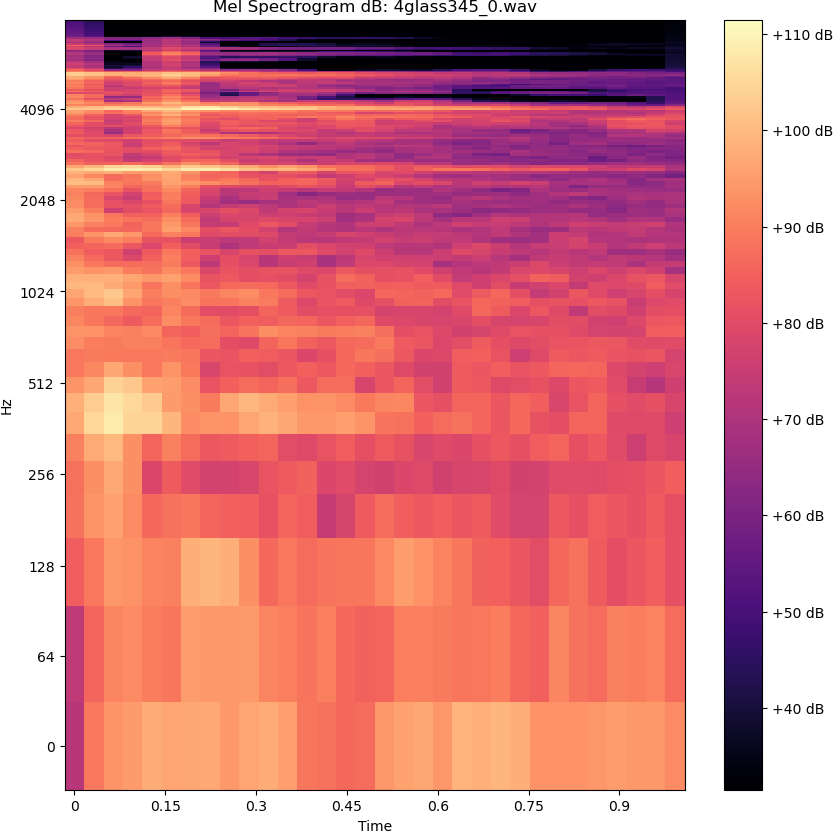 Mel Spectrogram dB: 4glass345_0.wav
+110 dB
+100 dB
+90 dB
+80 dB
+70 dB
+60 dB
+50 dB
+40 dB
Hz
4096
2048
1024
512
256
128
64
0
0 0.15 0.3 0.45 0.6 0.75 0.9
Time